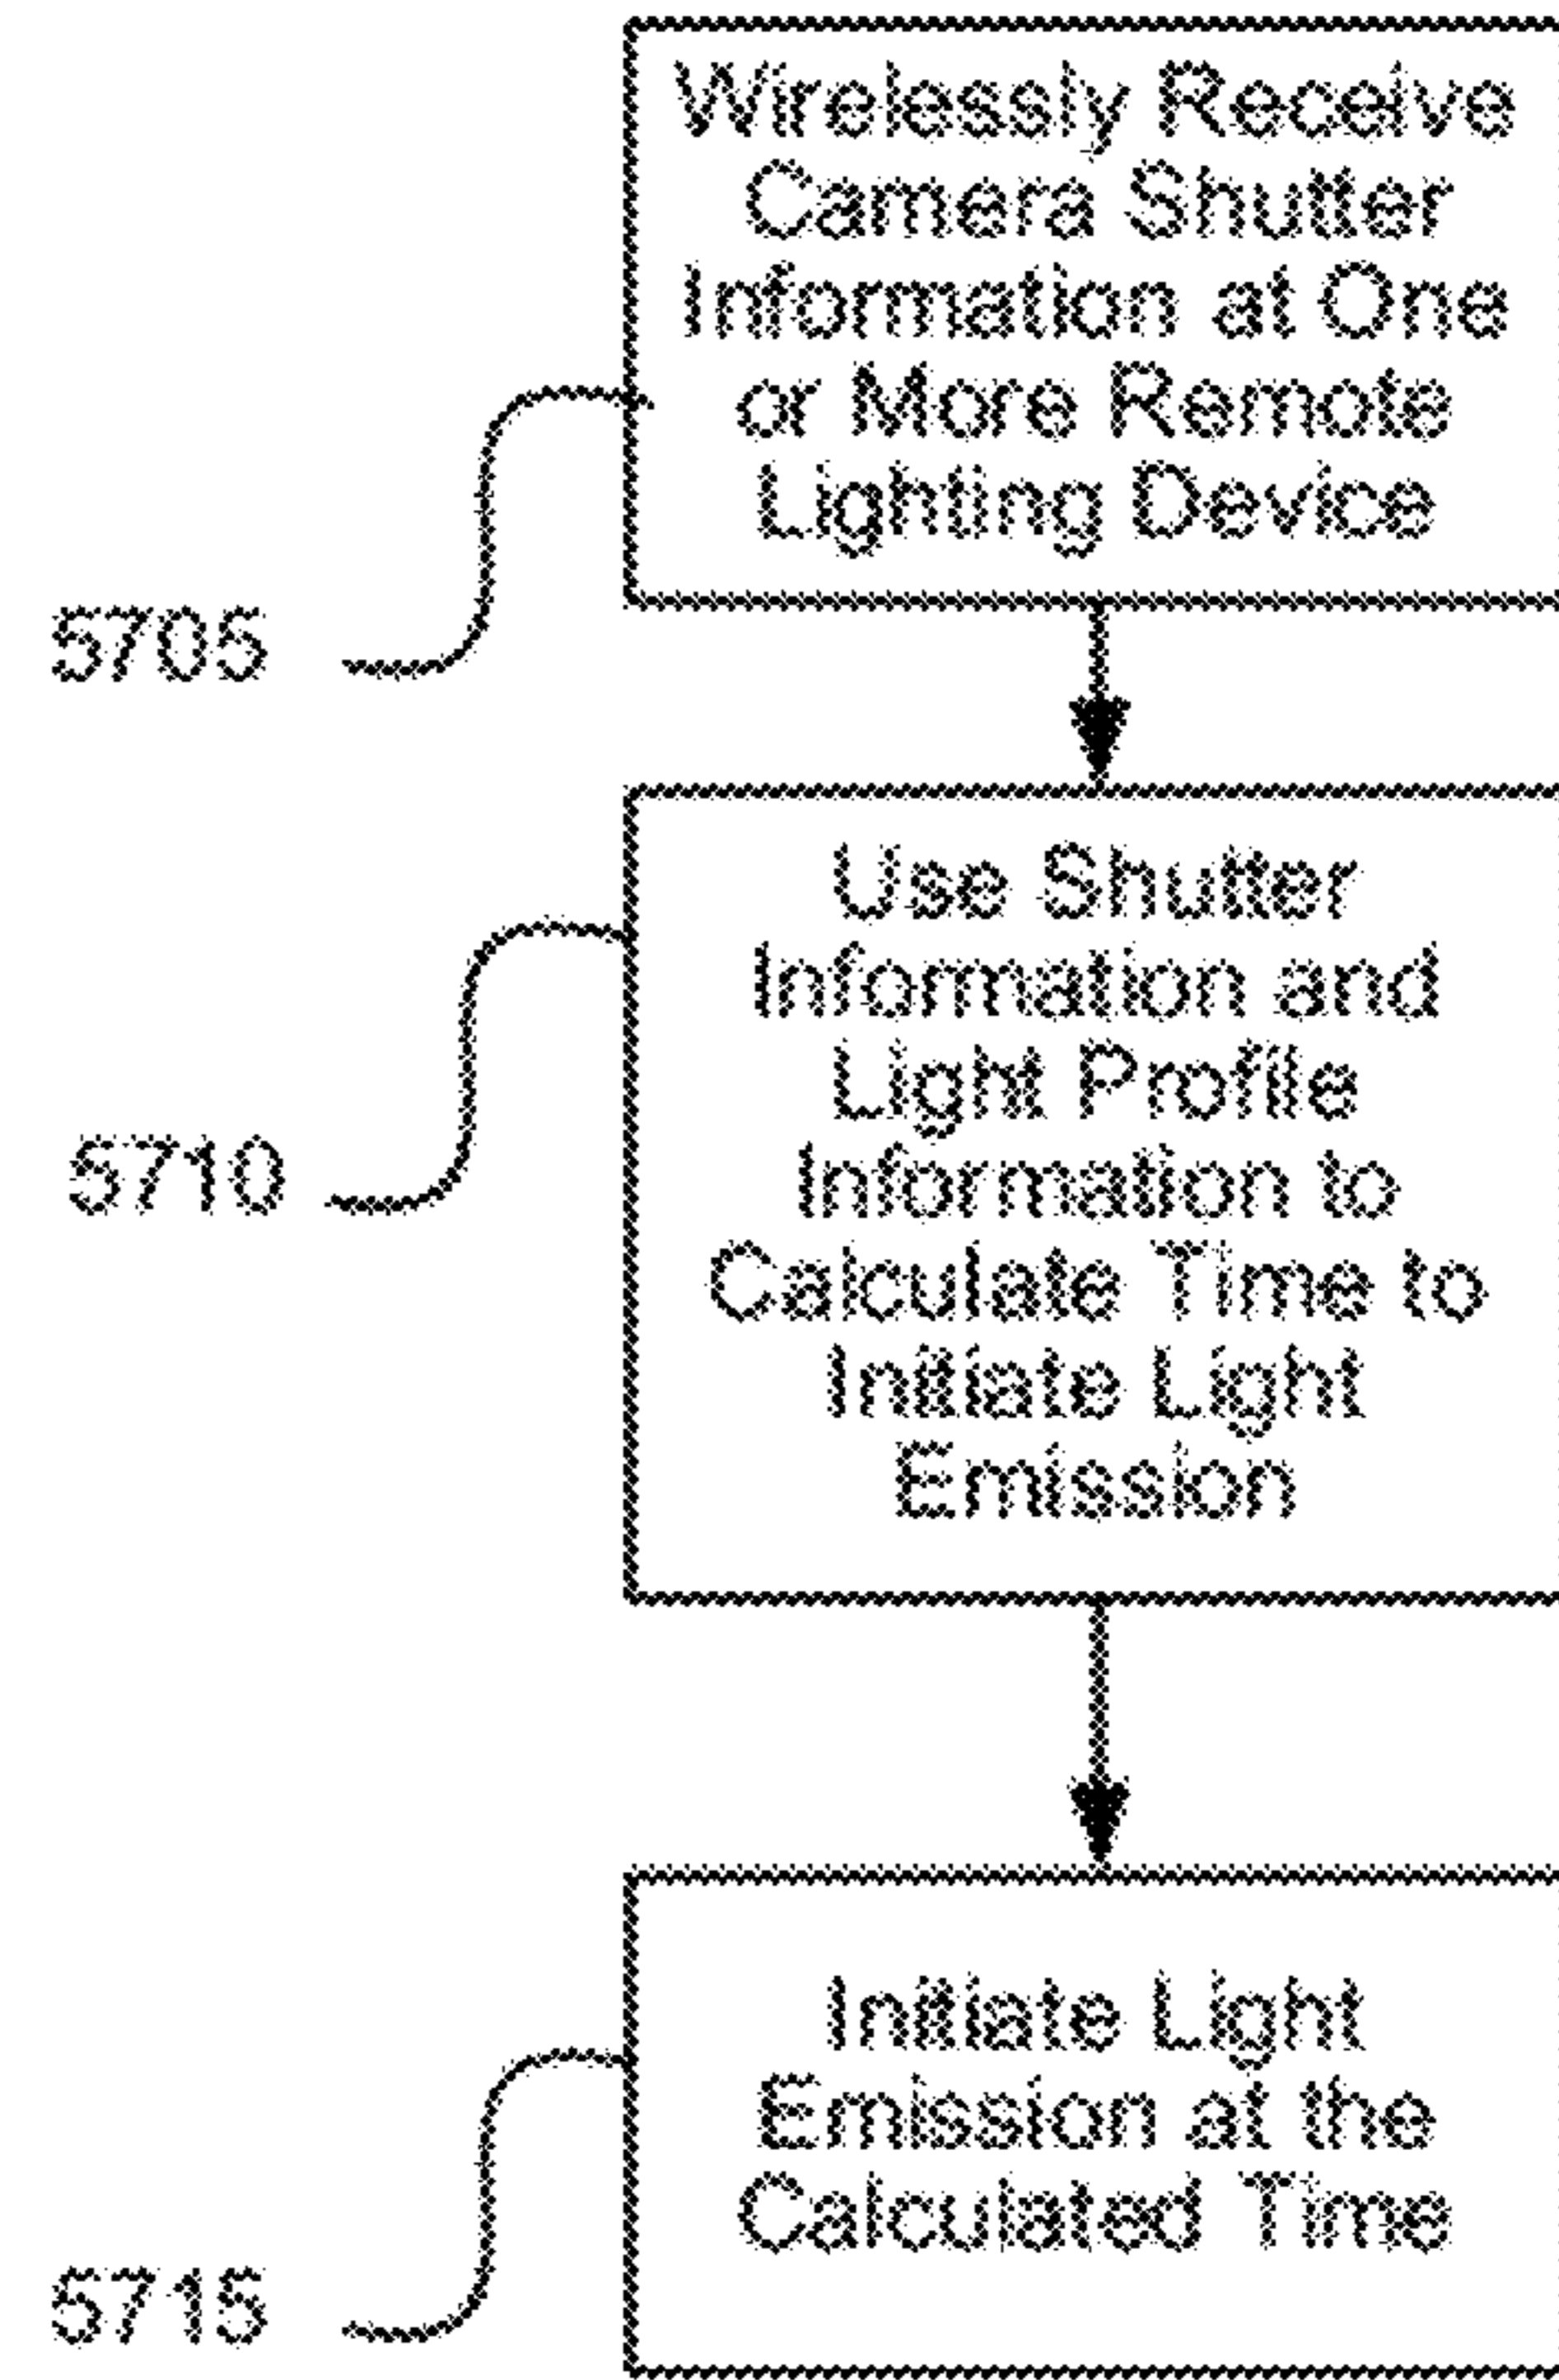 Wirelessly Receive
Camera Shutter
Information at One
or More Remote
Lighting Device
5705
Use Shutter
Information and
Light Profile
Information to
Calculate Time to
Initiate Light
Emission
5710
Initiate Light
Emission at the
Calculated Time
5715